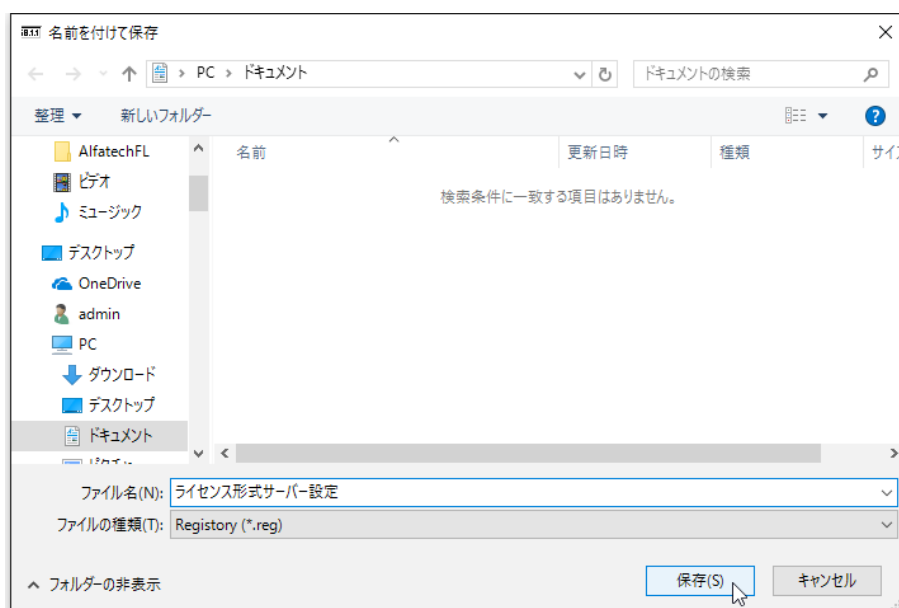 名前を付けて保存
PC › ドキュメント
ドキュメントの検索
整理 新しいフォルダー
AlfatechFL
ビデオ
ミュージック
デスクトップ
OneDrive
admin
PC
ダウンロード
デスクトップ
ドキュメント
名前 更新日時 種類
検索条件に一致する項目はありません。
ファイル名(N): ライセンス形式サーバー設定
ファイルの種類(T): Registory (*.reg)
フォルダーの非表示
保存(S) キャンセル